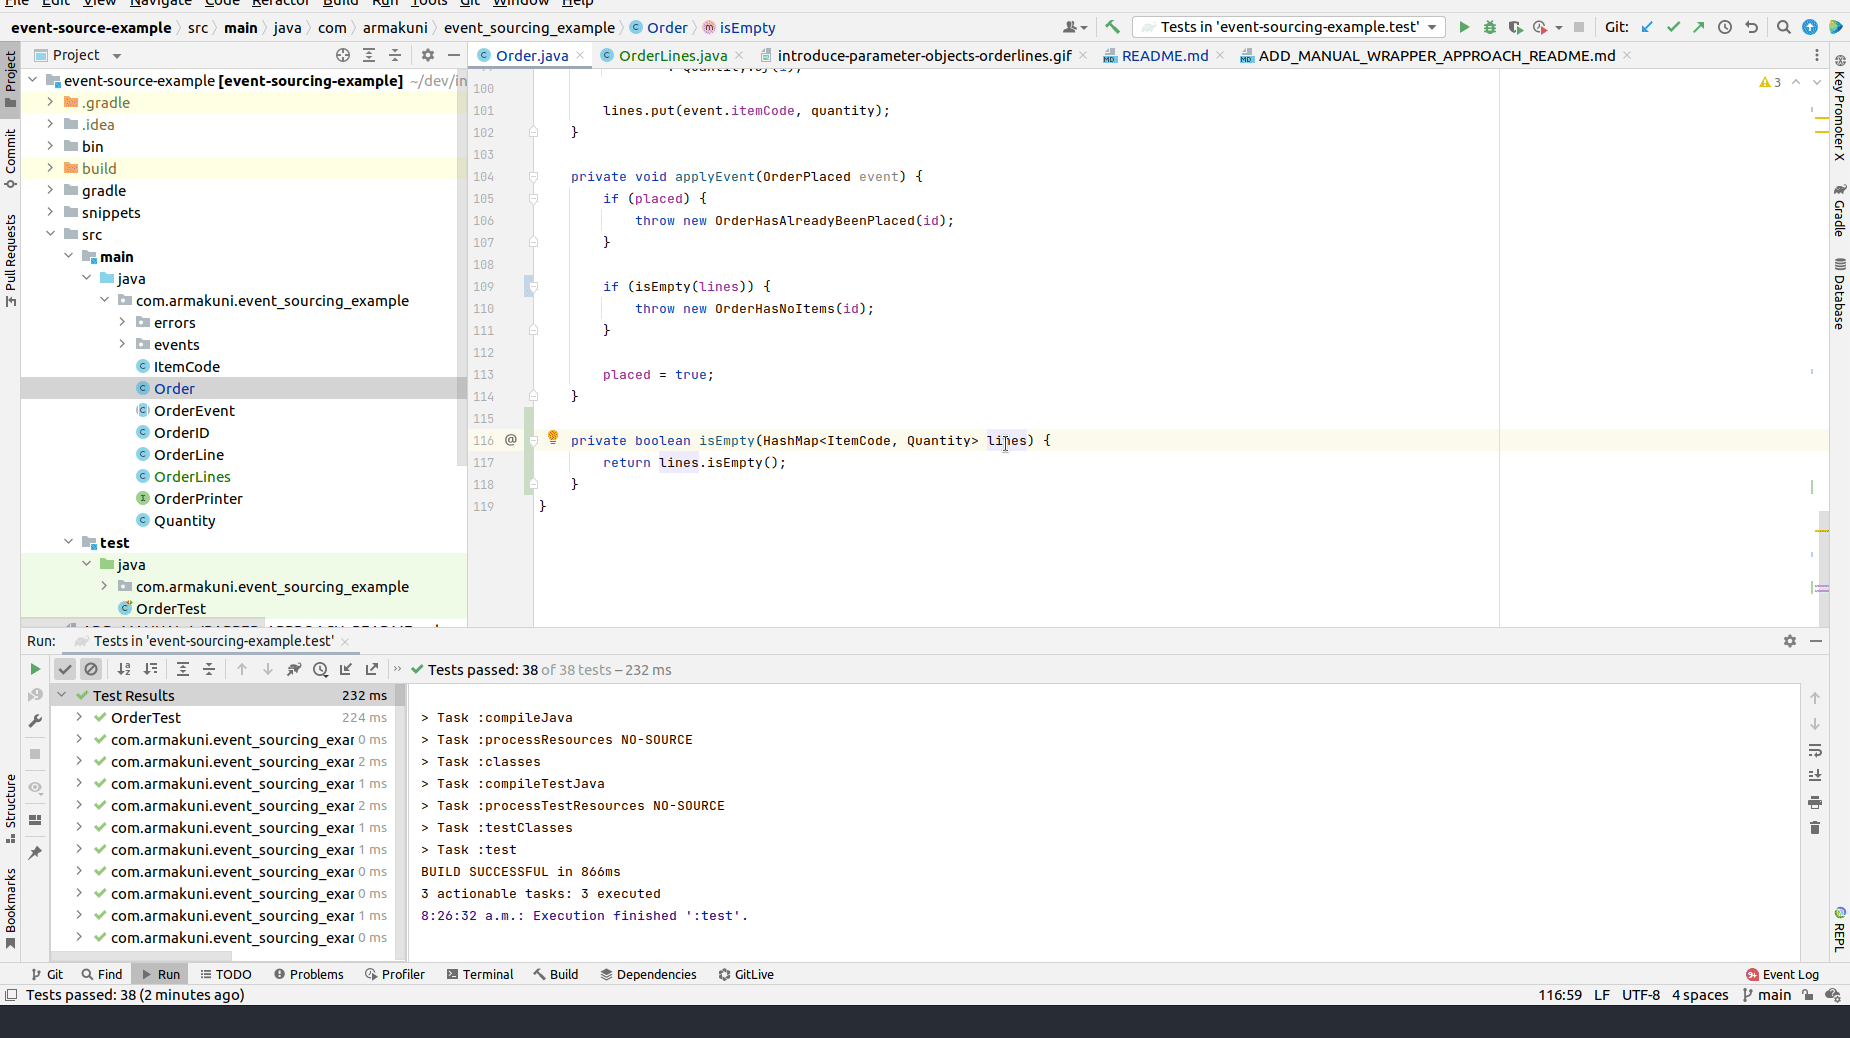 File Edit View Navigate Code Refactor Build Run Tools Git Window Help
event-source-example src main java com armakuni event_sourcing_example Order isEmpty
Tests in 'event-sourcing-example.test' Git:
Project
Order.java OrderLines.java introduce-parameter-objects-orderlines.gif README.md ADD_MANUAL_WRAPPER_APPROACH_README.md
Project
Commit
Pull Requests
Structure
Bookmarks
event-source-example [event-sourcing-example] ~/dev/in
.gradle
.idea
bin
build
gradle
snippets
src
main
java
com.armakuni.event_sourcing_example
errors
events
ItemCode
Order
OrderEvent
OrderID
OrderLine
OrderLines
OrderPrinter
Quantity
test
java
com.armakuni.event_sourcing_example
OrderTest
3
100
101 lines.put(event.itemCode, quantity);
102 }
103
104 private void applyEvent(OrderPlaced event) {
105 if (placed) {
106 throw new OrderHasAlreadyBeenPlaced(id);
107 }
108
109 if (isEmpty(lines)) {
110 throw new OrderHasNoItems(id);
111 }
112
113 placed = true;
114 }
115
116 @ private boolean isEmpty(HashMap<ItemCode, Quantity> lines) {
117 return lines.isEmpty();
118 }
119 }
Key Promoter X
Gradle
Database
REPL
Run: Tests in 'event-sourcing-example.test'
Tests passed: 38 of 38 tests – 232 ms
Test Results 232 ms
OrderTest 224 ms
com.armakuni.event_sourcing_exar 0 ms
com.armakuni.event_sourcing_exar 2 ms
com.armakuni.event_sourcing_exar 1 ms
com.armakuni.event_sourcing_exar 2 ms
com.armakuni.event_sourcing_exar 1 ms
com.armakuni.event_sourcing_exar 1 ms
com.armakuni.event_sourcing_exar 0 ms
com.armakuni.event_sourcing_exar 0 ms
com.armakuni.event_sourcing_exar 1 ms
com.armakuni.event_sourcing_exar 0 ms
> Task :compileJava
> Task :processResources NO-SOURCE
> Task :classes
> Task :compileTestJava
> Task :processTestResources NO-SOURCE
> Task :testClasses
> Task :test
BUILD SUCCESSFUL in 866ms
3 actionable tasks: 3 executed
8:26:32 a.m.: Execution finished ':test'.
Git Find Run TODO Problems Profiler Terminal Build Dependencies GitLive Event Log
Tests passed: 38 (2 minutes ago) 116:59 LF UTF-8 4 spaces main